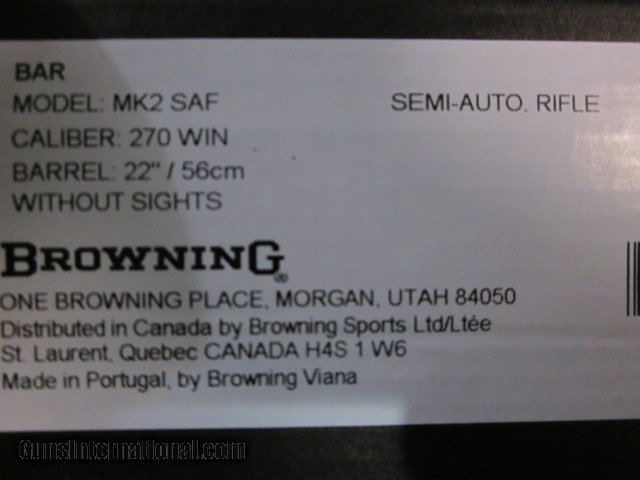 BAR
MODEL: MK2 SAF SEMI-AUTO. RIFLE
CALIBER: 270 WIN
BARREL: 22" / 56cm
WITHOUT SIGHTS
BROWNING®
ONE BROWNING PLACE, MORGAN, UTAH 84050
Distributed in Canada by Browning Sports Ltd/Ltée
St. Laurent, Quebec CANADA H4S 1 W6
Made in Portugal, by Browning Viana
GunsInternational.com